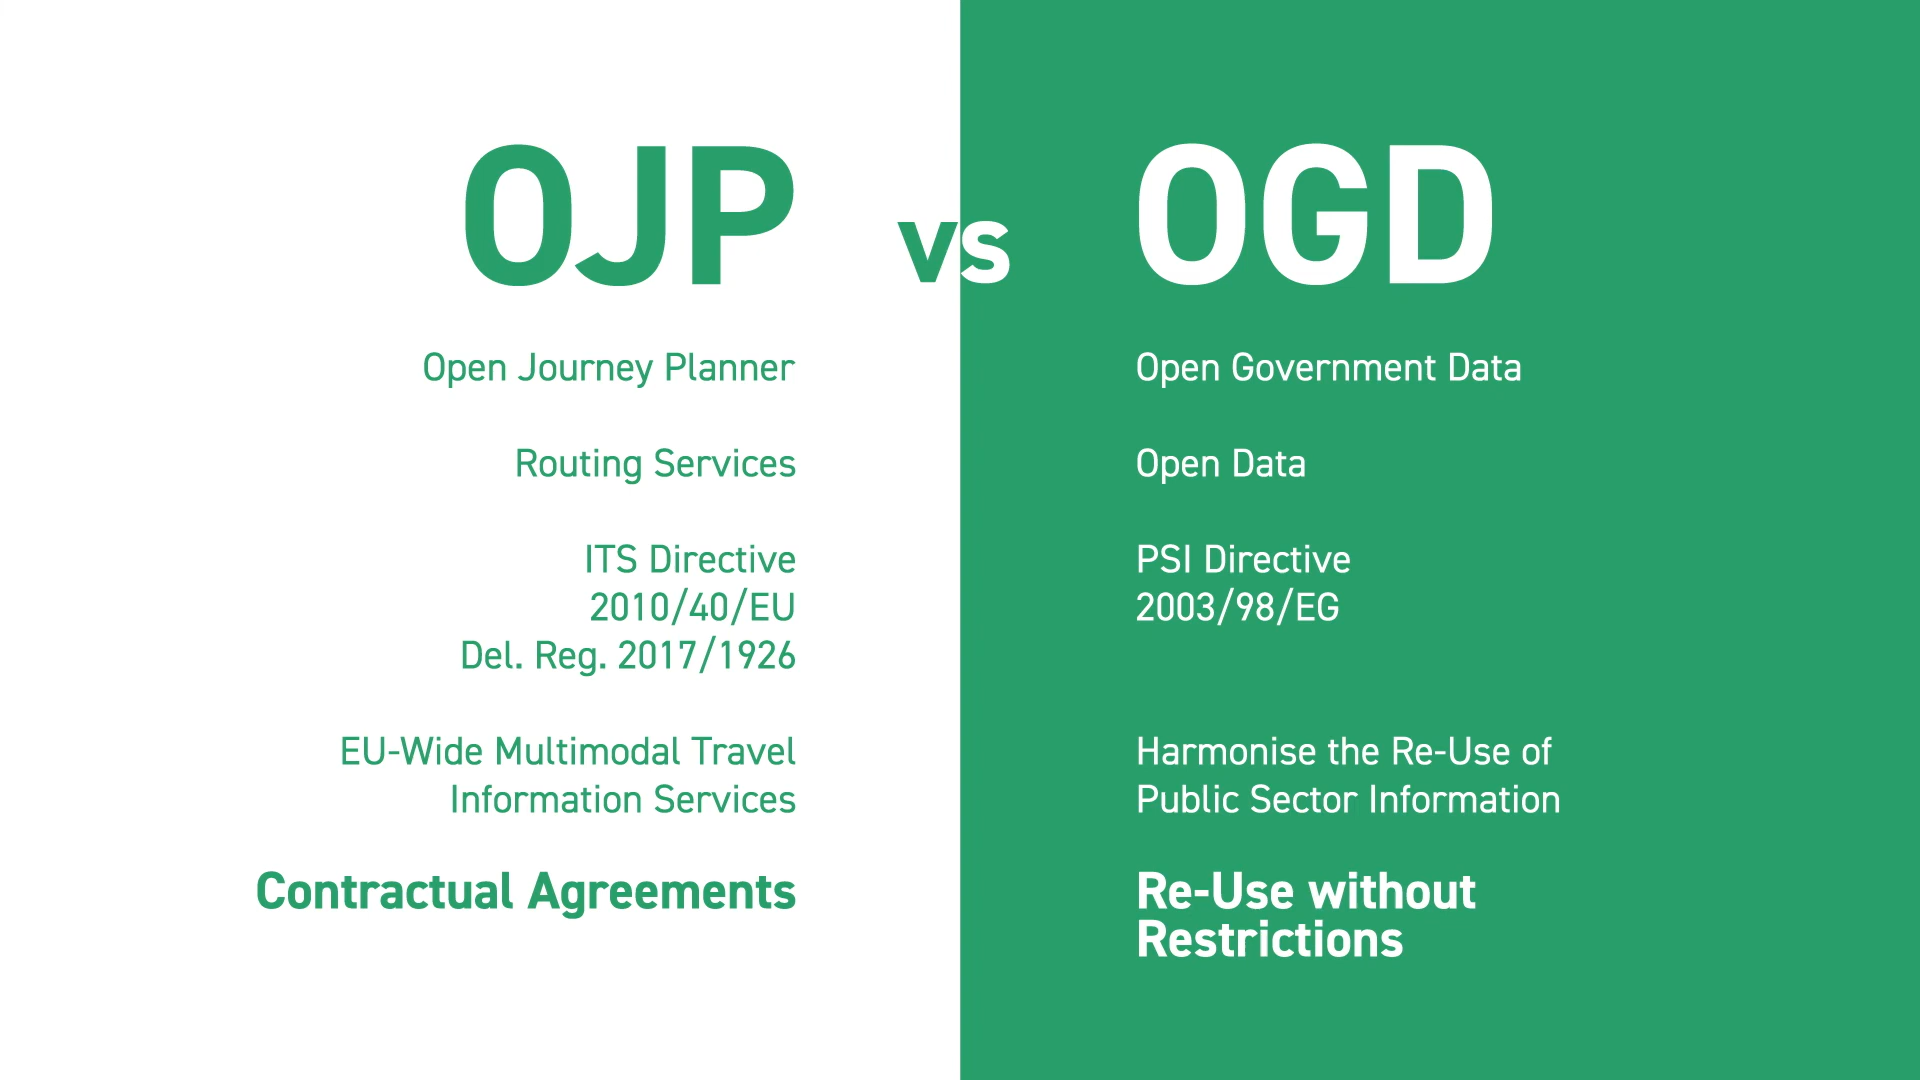 OJP
vs
OGD
Open Journey Planner
Routing Services
ITS Directive
2010/40/EU
Del. Reg. 2017/1926
EU-Wide Multimodal Travel
Information Services
Contractual Agreements
Open Government Data
Open Data
PSI Directive
2003/98/EG
Harmonise the Re-Use of
Public Sector Information
Re-Use without
Restrictions